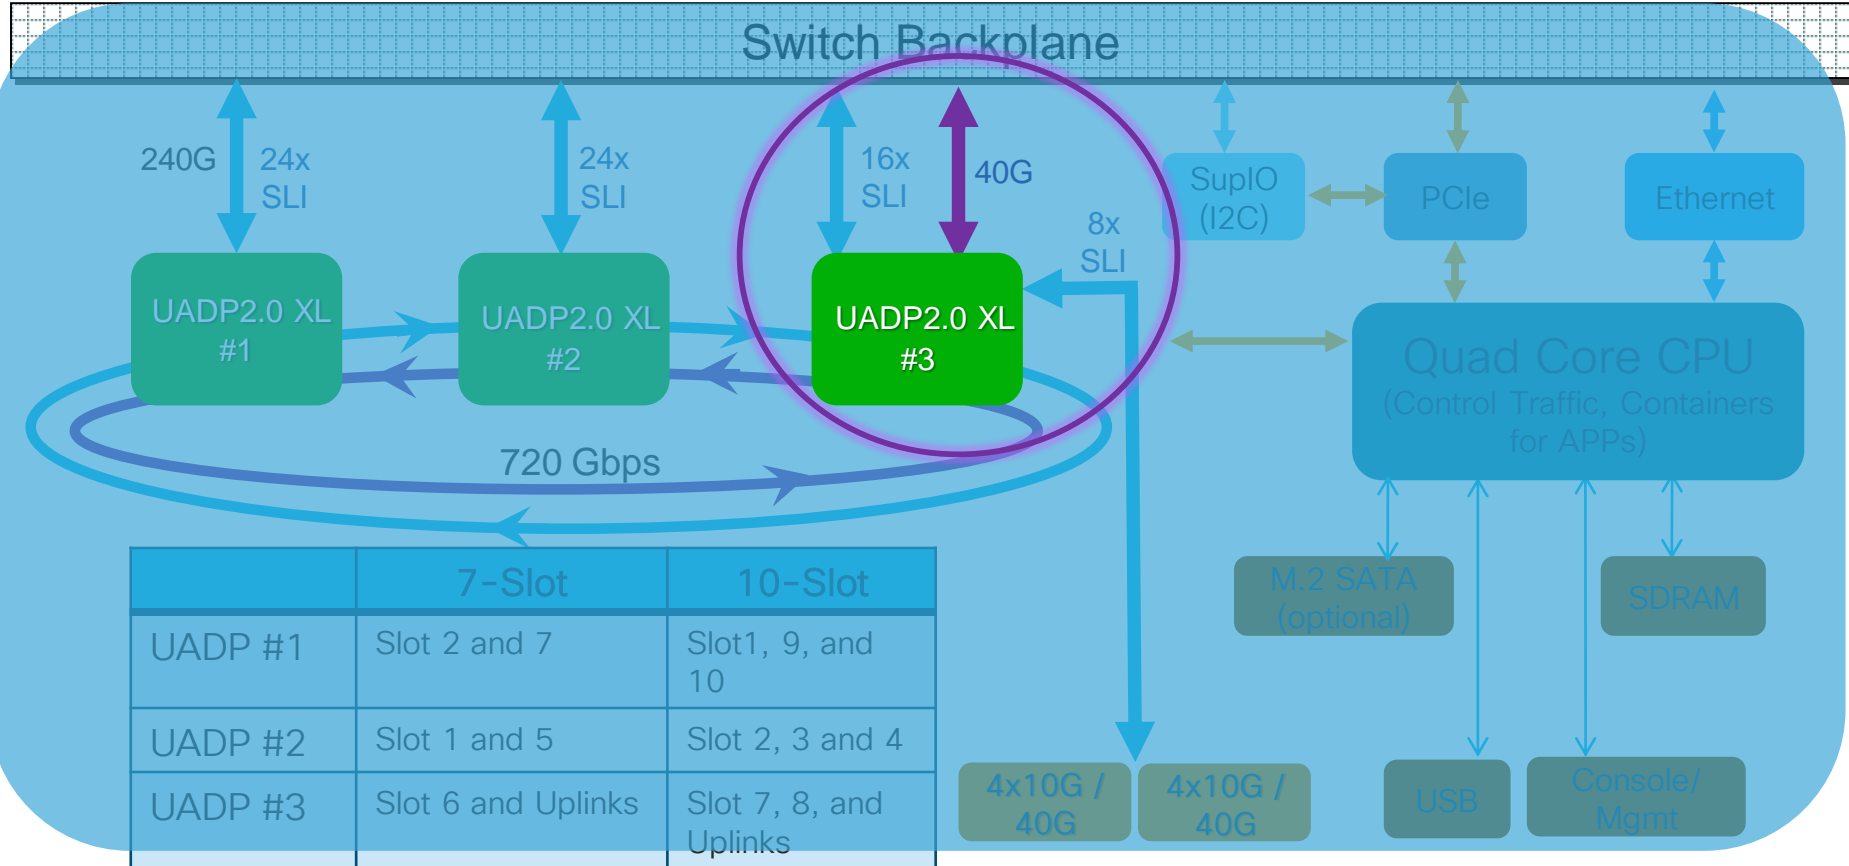 Switch Backplane
240G
24x
SLI
24x
SLI
16x
SLI
40G
8x
SLI
SupIO
(I2C)
PCIe
Ethernet
UADP2.0 XL
#1
UADP2.0 XL
#2
UADP2.0 XL
#3
Quad Core CPU
(Control Traffic, Containers
for APPs)
720 Gbps
M.2 SATA
(optional)
SDRAM
4x10G /
40G
4x10G /
40G
USB
Console/
Mgmt
7-Slot 10-Slot
UADP #1 Slot 2 and 7 Slot1, 9, and
10
UADP #2 Slot 1 and 5 Slot 2, 3 and 4
UADP #3 Slot 6 and Uplinks Slot 7, 8, and
Uplinks